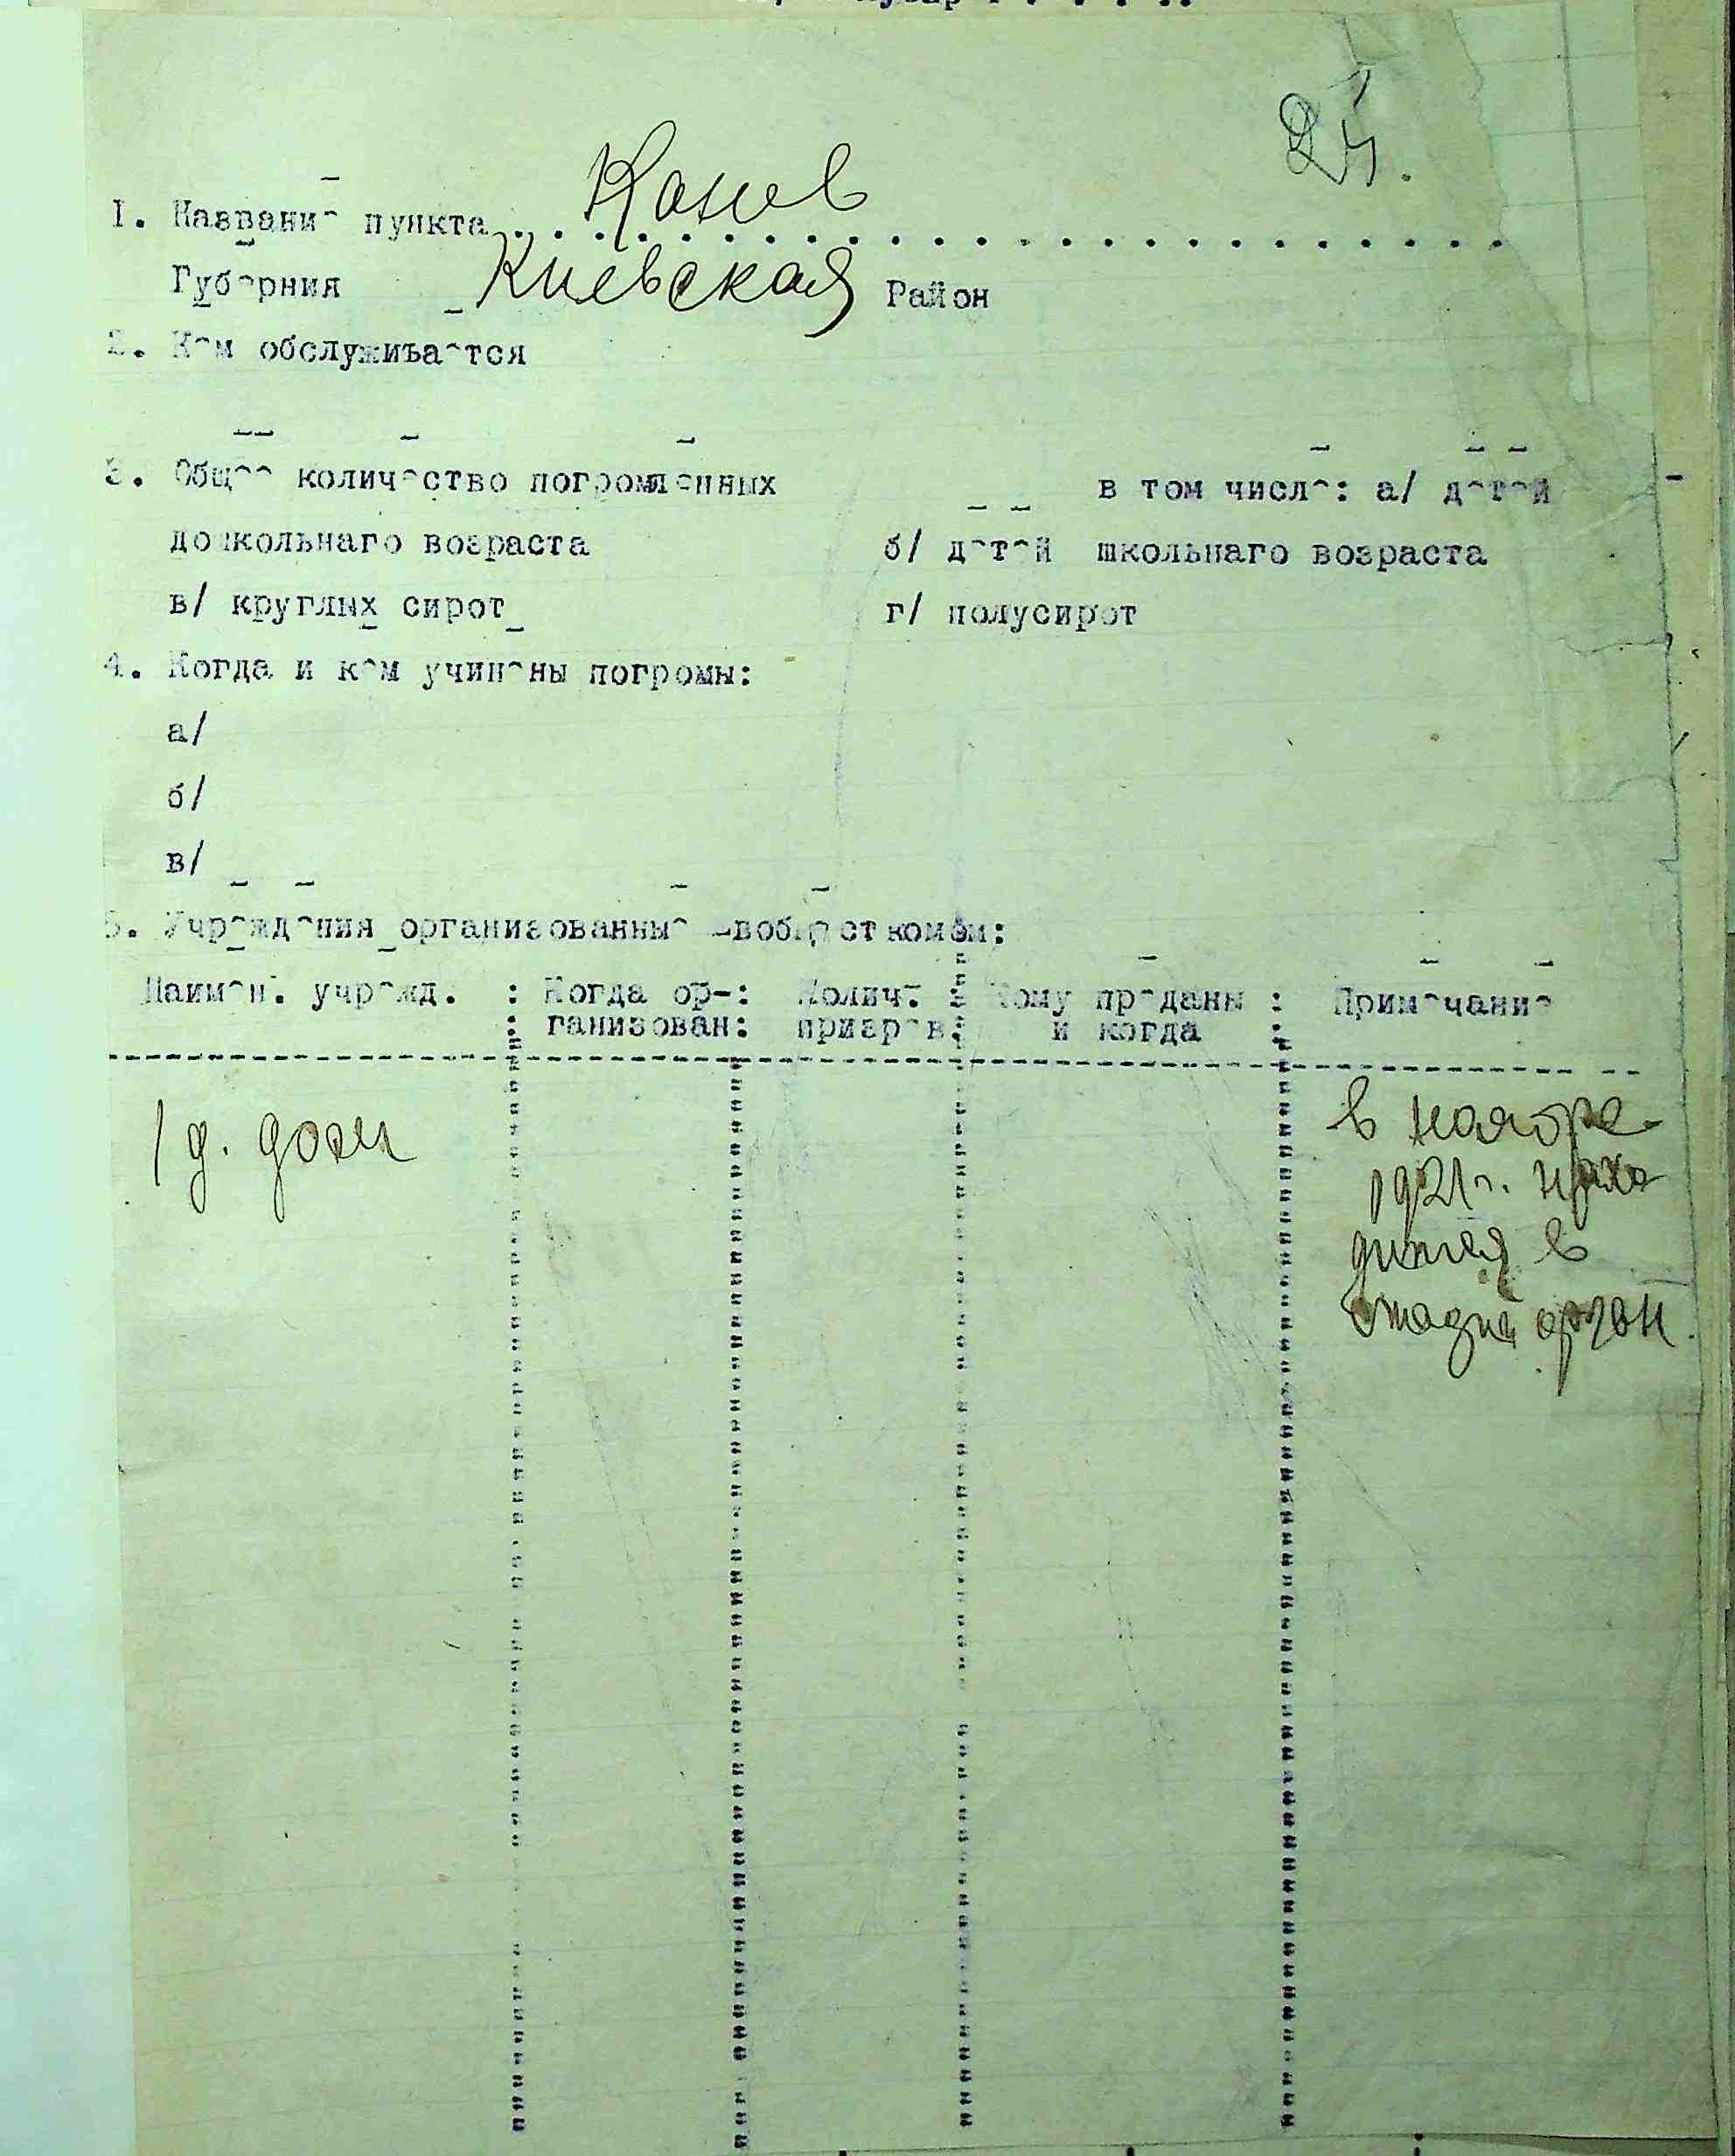 24.
1. Название пункта . . . Канев
Губерния Киевская Район
2. Кем обслуживается
3. Общее количество погромленных в том числе: а/ детей
дошкольнаго возраста б/ детей школьнаго возраста
в/ круглых сирот г/ полусирот
4. Когда и кем учинены погромы:
а/
б/
в/
5. Учреждения организованные Евобщесткомом:
Наимен. учрежд. : Когда ор-: Колич. : Кому преданы : Примечание
ганизован: призрев. и когда
1 д. дом
в ноябре
1921 г. нахо
дится в
стадии орган.